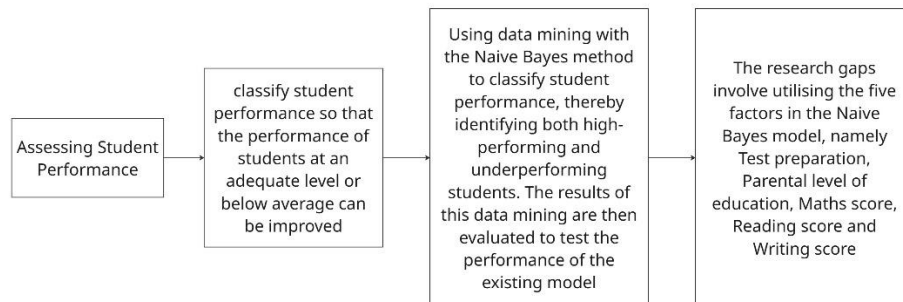 Assessing Student
Performance
classify student
performance so that
the performance of
students at an
adequate level or
below average can
be improved
Using data mining with
the Naive Bayes method
to classify student
performance, thereby
identifying both high-
performing and
underperforming
students. The results of
this data mining are then
evaluated to test the
performance of the
existing model
The research gaps
involve utilising the five
factors in the Naive
Bayes model, namely
Test preparation,
Parental level of
education, Maths score,
Reading score and
Writing score